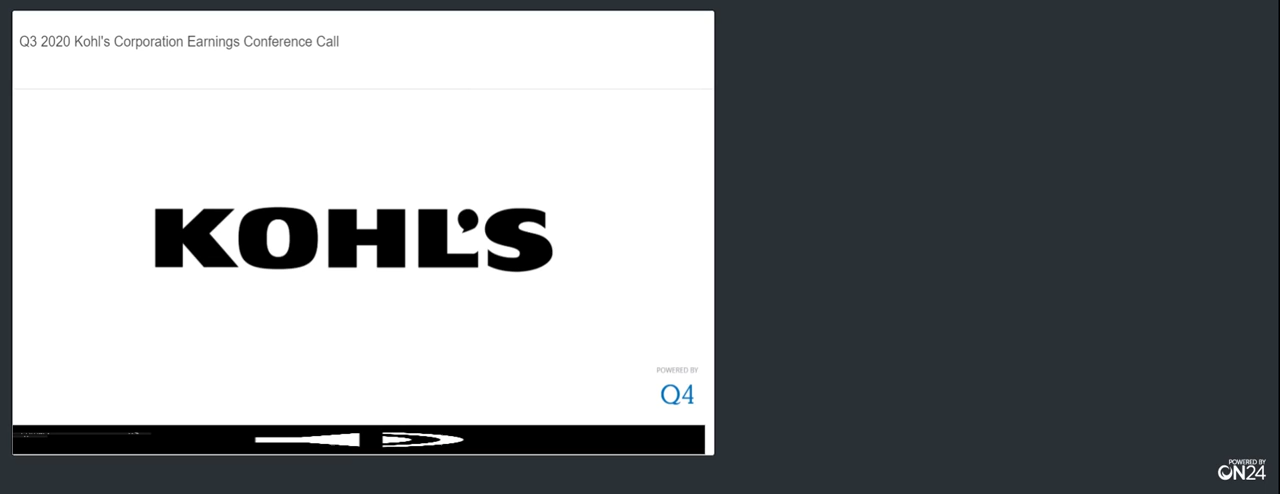 Q3 2020 Kohl's Corporation Earnings Conference Call
KOHL'S
POWERED BY
Q4
POWERED BY
ON24